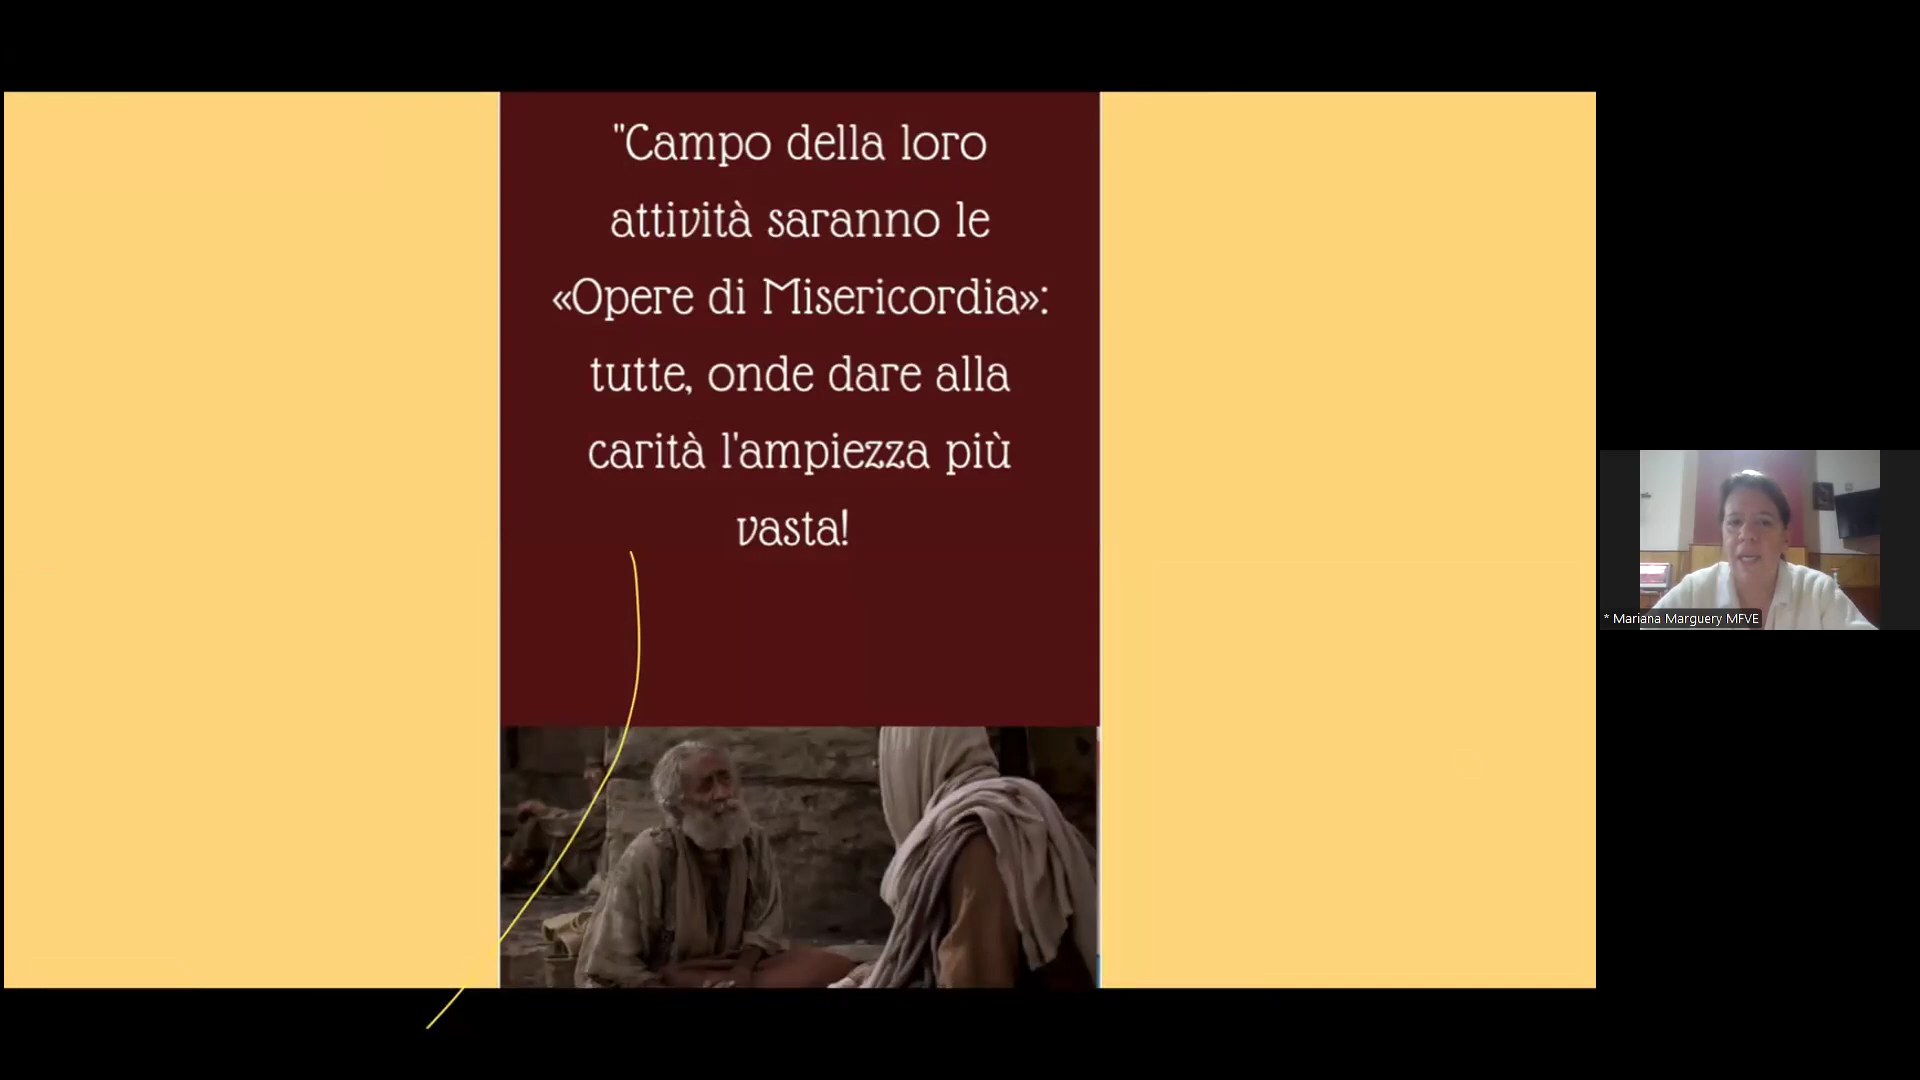 "Campo della loro
attività saranno le
«Opere di Misericordia»:
tutte, onde dare alla
carità l'ampiezza più
vasta!
* Mariana Marguery MFVE